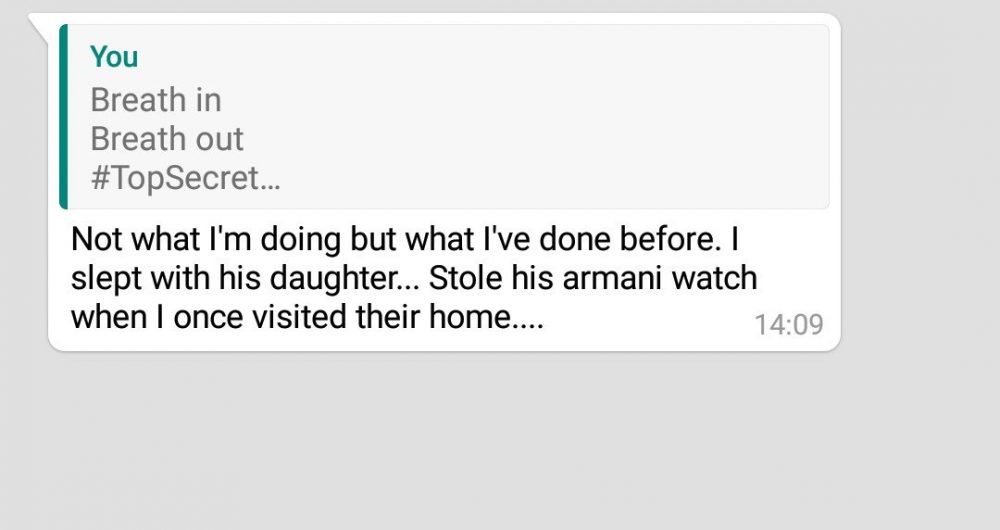 You
Breath in
Breath out
#TopSecret...
Not what I'm doing but what I've done before. I
slept with his daughter... Stole his armani watch
when I once visited their home....
14:09